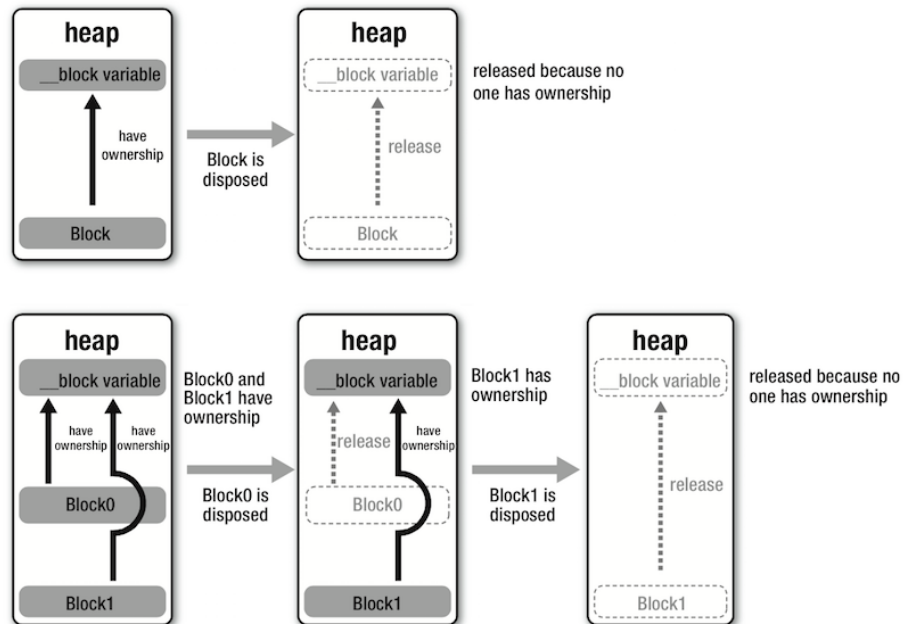 heap
__block variable
have
ownership
Block
Block is
disposed
heap
__block variable
release
Block
released because no
one has ownership
heap
__block variable
have
ownership
have
ownership
Block0
Block1
Block0 and
Block1 have
ownership
Block0 is
disposed
heap
__block variable
release
have
ownership
Block0
Block1
Block1 has
ownership
Block1 is
disposed
heap
__block variable
release
Block1
released because no
one has ownership